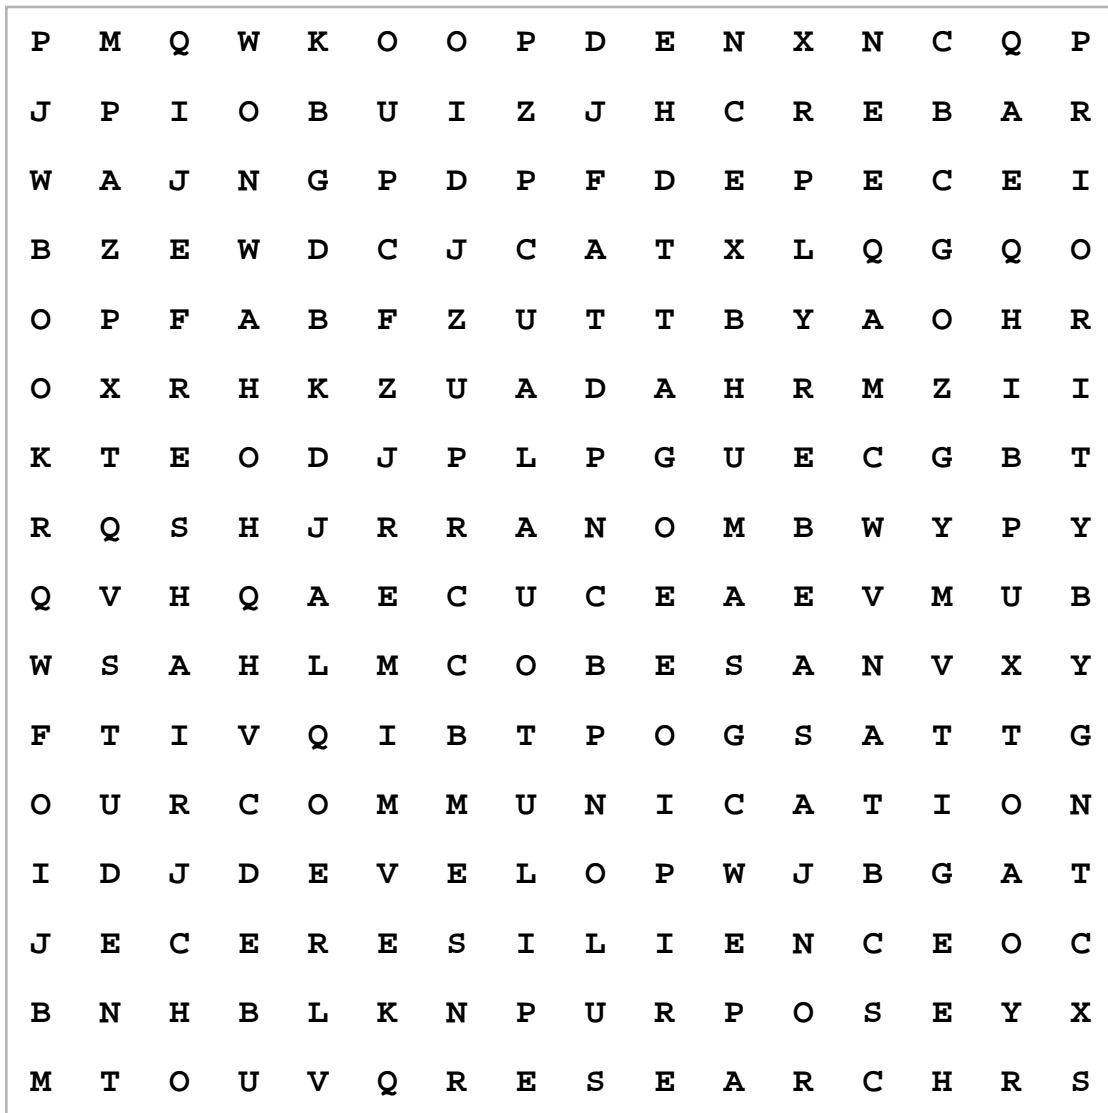 P M Q W K O O P D E N X N C Q P
J P I O B U I Z J H C R E B A R
W A J N G P D P F D E P E C E I
B Z E W D C J C A T X L Q G Q O
O P F A B F Z U T T B Y A O H R
O X R H K Z U A D A H R M Z I I
K T E O D J P L P G U E C G B T
R Q S H J R R A N O M B W Y P Y
Q V H Q A E C U C E A E V M U B
W S A H L M C O B E S A N V X Y
F T I V Q I B T P O G S A T T G
O U R C O M M U N I C A T I O N
I D J D E V E L O P W J B G A T
J E C E R E S I L I E N C E O C
B N H B L K N P U R P O S E Y X
M T O U V Q R E S E A R C H R S